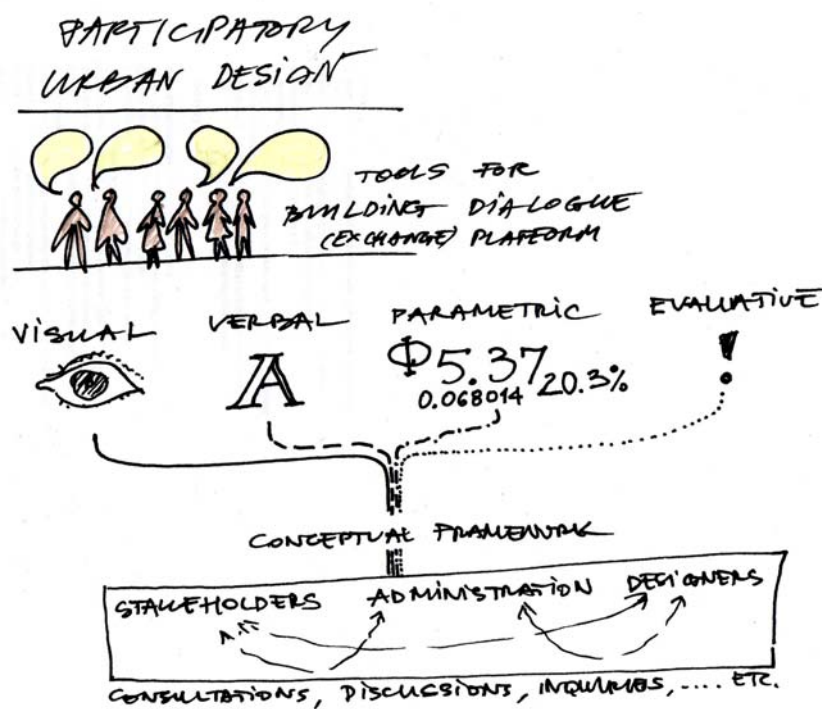 PARTICIPATORY
URBAN DESIGN
TOOLS FOR
BUILDING DIALOGUE
(EXCHANGE) PLATFORM
VISUAL VERBAL PARAMETRIC EVALUATIVE
A Φ 5.37 !
0.068014 20.3%
CONCEPTUAL FRAMEWORK
STAKEHOLDERS ADMINISTRATION DESIGNERS
CONSULTATIONS, DISCUSSIONS, INQUIRIES, .... ETC.